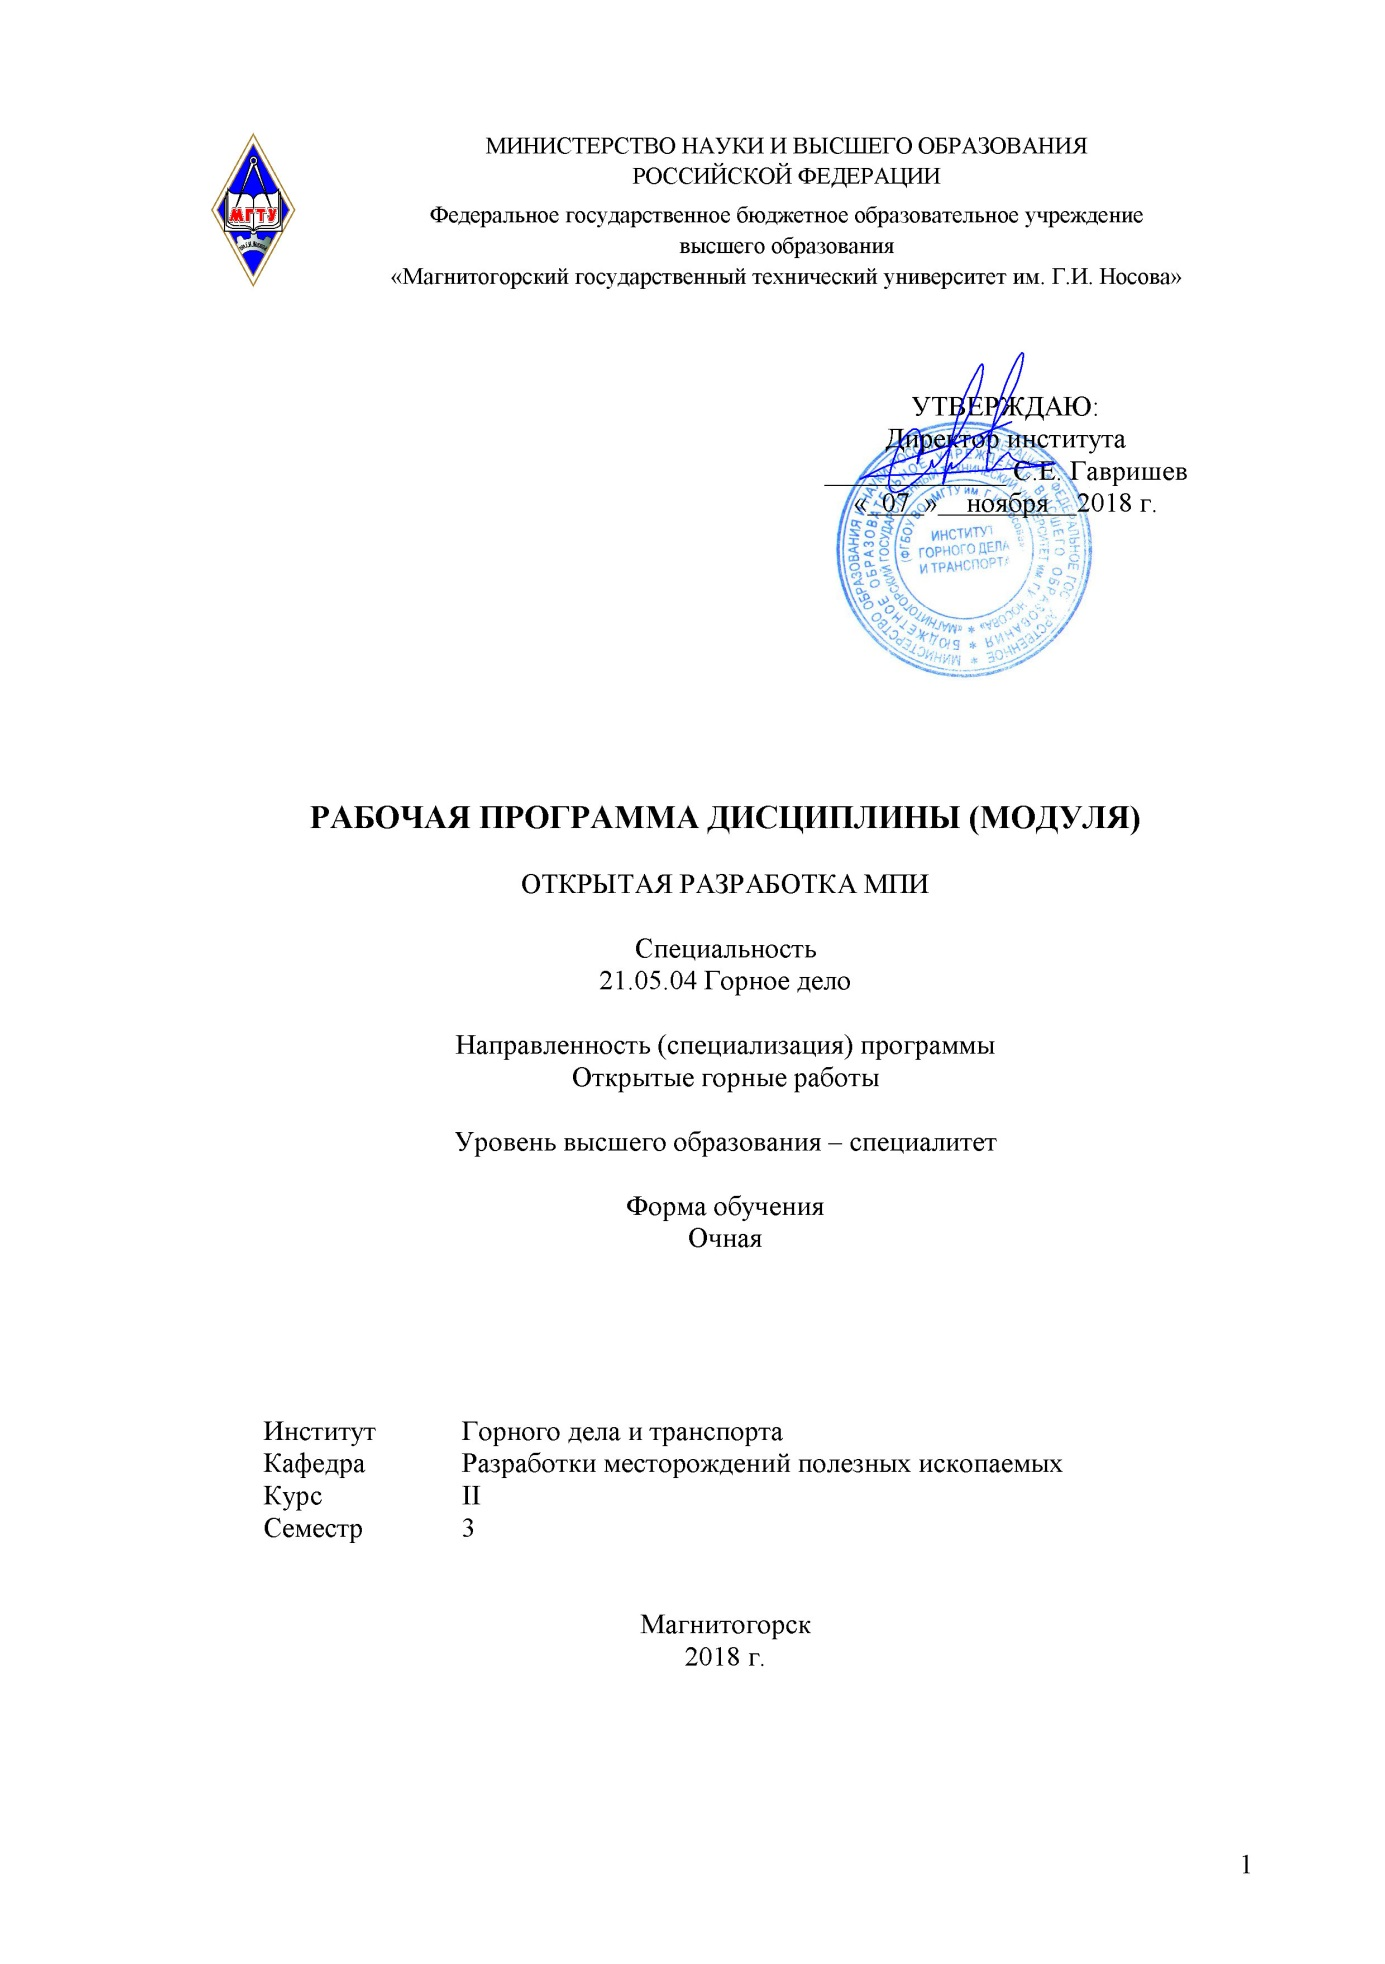 МИНИСТЕРСТВО НАУКИ И ВЫСШЕГО ОБРАЗОВАНИЯ
РОССИЙСКОЙ ФЕДЕРАЦИИ
Федеральное государственное бюджетное образовательное учреждение
высшего образования
«Магнитогорский государственный технический университет им. Г.И. Носова»
МГТУ
УТВЕРЖДАЮ:
Директор института
С.Е. Гавришев
« 07 » ноября 2018 г.
ИНСТИТУТ
ГОРНОГО ДЕЛА
И ТРАНСПОРТА
РАБОЧАЯ ПРОГРАММА ДИСЦИПЛИНЫ (МОДУЛЯ)
ОТКРЫТАЯ РАЗРАБОТКА МПИ
Специальность
21.05.04 Горное дело
Направленность (специализация) программы
Открытые горные работы
Уровень высшего образования – специалитет
Форма обучения
Очная
Институт Горного дела и транспорта
Кафедра Разработки месторождений полезных ископаемых
Курс II
Семестр 3
Магнитогорск
2018 г.
1